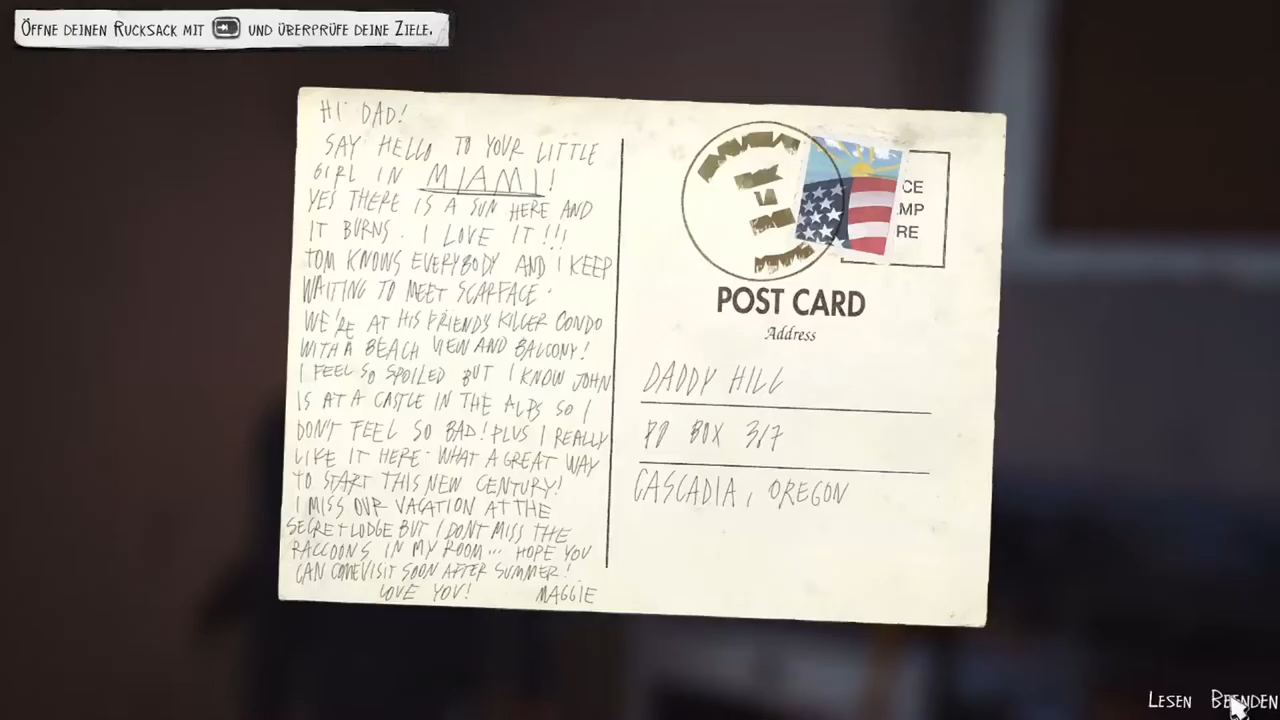 Öffne deinen Rucksack mit und überprüfe deine Ziele.
HI DAD!
SAY HELLO TO YOUR LITTLE
GIRL IN MIAMI!
YES THERE IS A SUN HERE AND
IT BURNS. I LOVE IT!!!
TOM KNOWS EVERYBODY AND I KEEP
WAITING TO MEET SCARFACE.
WE'RE AT HIS FRIENDS KILLER CONDO
WITH A BEACH VIEW AND BALCONY!
I FEEL SO SPOILED BUT I KNOW JOHN
IS AT A CASTLE IN THE ALPS SO I
DON'T FEEL SO BAD! PLUS I REALLY
LIKE IT HERE. WHAT A GREAT WAY
TO START THIS NEW CENTURY!
I MISS OUR VACATION AT THE
SECRET LODGE BUT I DONT MISS THE
RACCOONS IN MY ROOM... HOPE YOU
CAN COME VISIT SOON AFTER SUMMER!
LOVE YOU! MAGGIE
CE
MP
RE
POST CARD
Address
DADDY HILL
PO BOX 317
CASCADIA, OREGON
Lesen Beenden